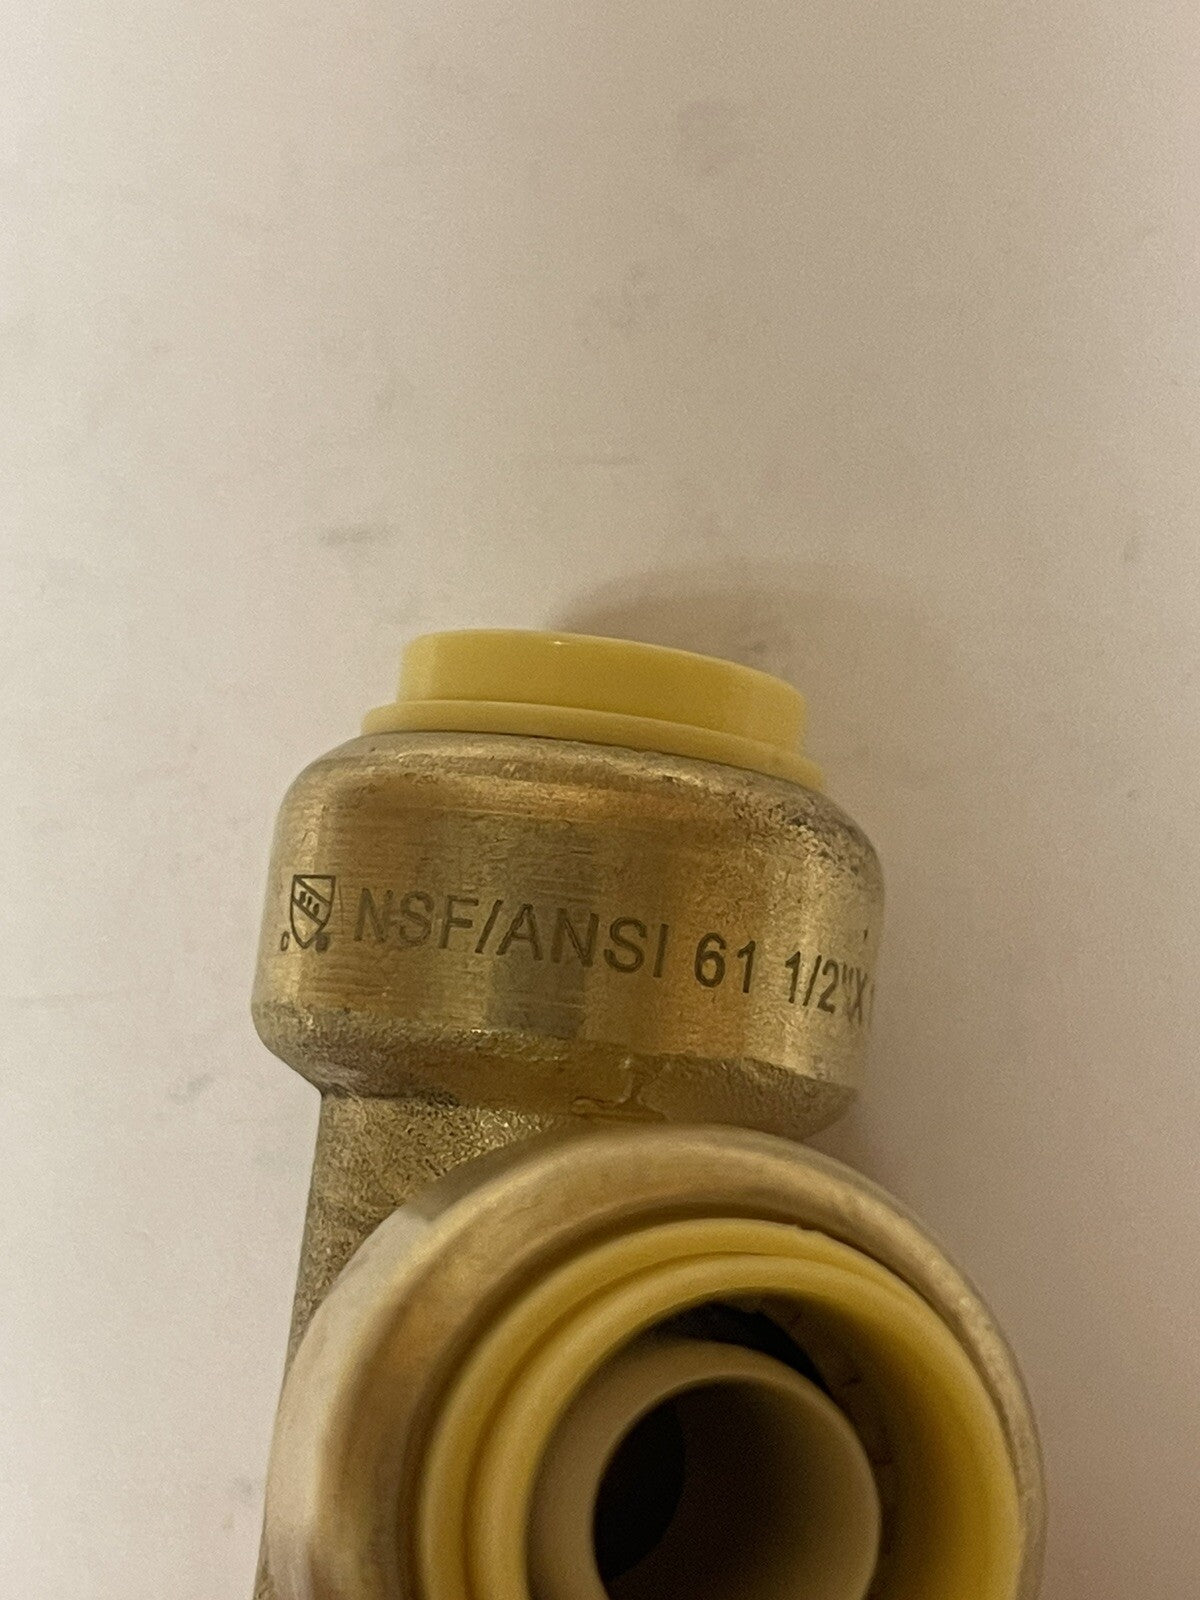 C ® NSF/ANSI 61 1/2"X